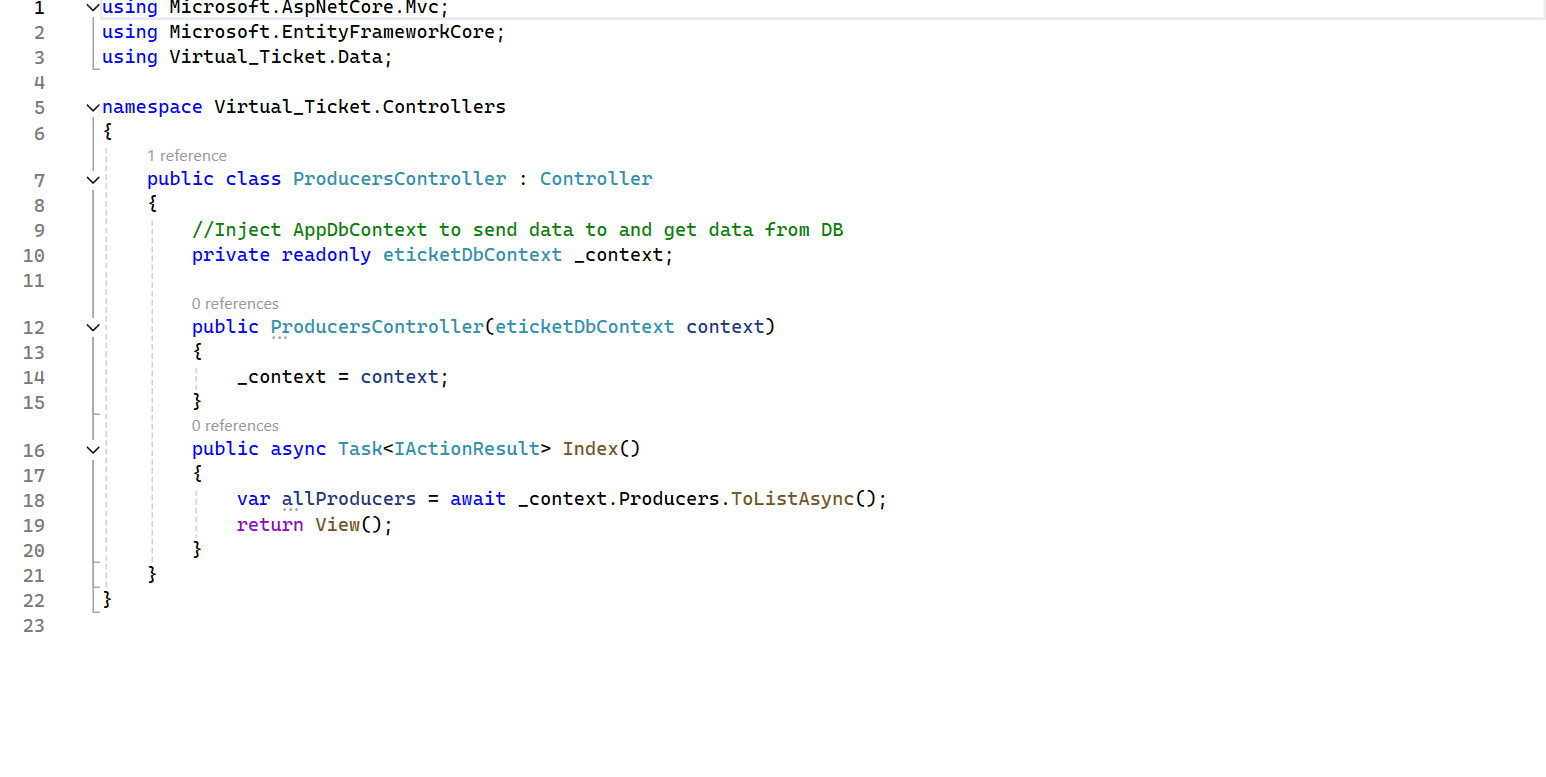 1 using Microsoft.AspNetCore.Mvc;
2 using Microsoft.EntityFrameworkCore;
3 using Virtual_Ticket.Data;
4
5 namespace Virtual_Ticket.Controllers
6 {
1 reference
7 public class ProducersController : Controller
8 {
9 //Inject AppDbContext to send data to and get data from DB
10 private readonly eticketDbContext _context;
11
0 references
12 public ProducersController(eticketDbContext context)
13 {
14 _context = context;
15 }
0 references
16 public async Task<IActionResult> Index()
17 {
18 var allProducers = await _context.Producers.ToListAsync();
19 return View();
20 }
21 }
22 }
23